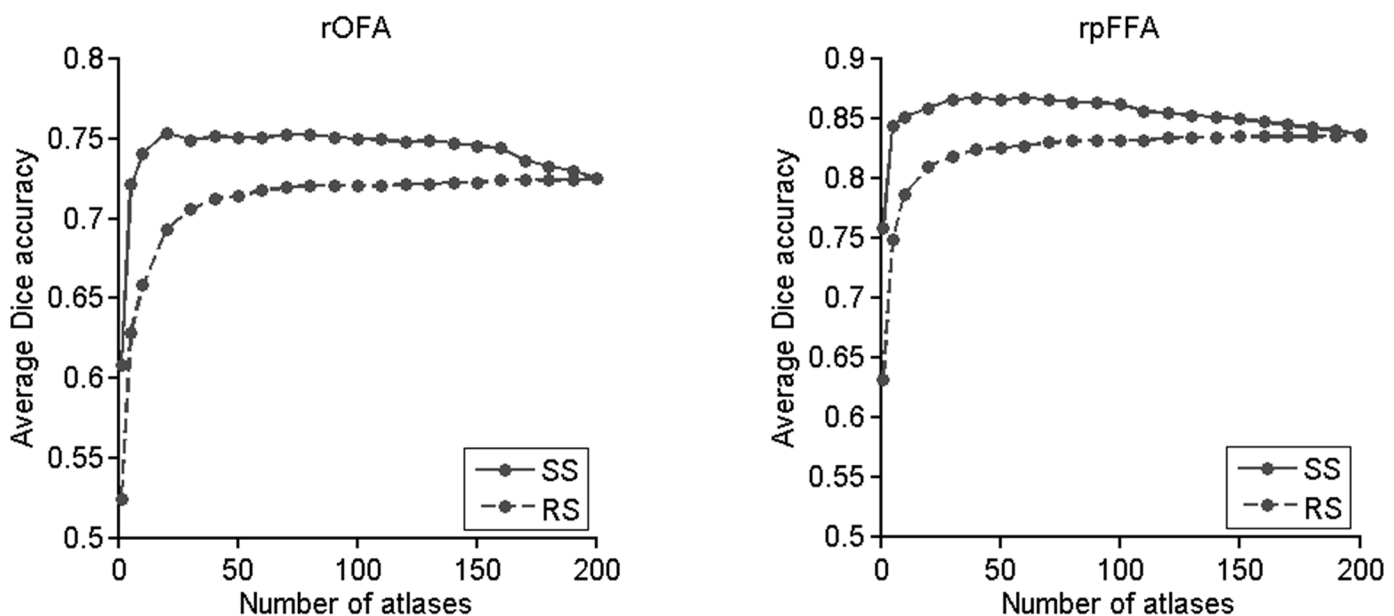 rOFA
0.8
0.75
0.7
0.65
0.6
0.55
0.5
Average Dice accuracy
SS
RS
0 50 100 150 200
Number of atlases
rpFFA
0.9
0.85
0.8
0.75
0.7
0.65
0.6
0.55
0.5
Average Dice accuracy
SS
RS
0 50 100 150 200
Number of atlases